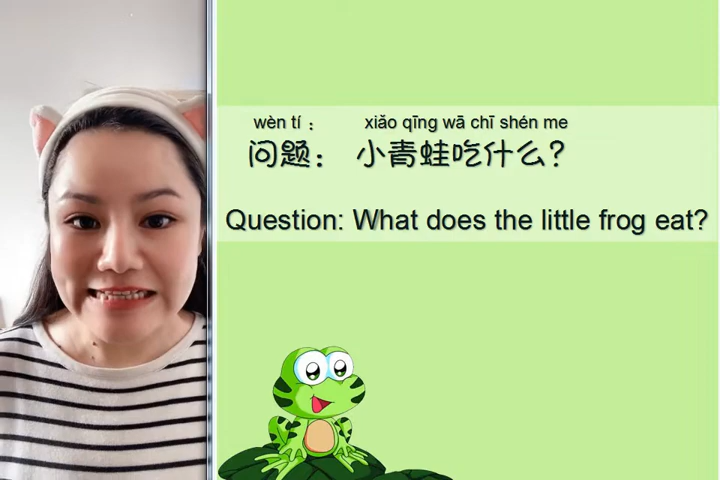 wèn tí： xiǎo qīng wā chī shén me
问题： 小青蛙吃什么？
Question: What does the little frog eat?